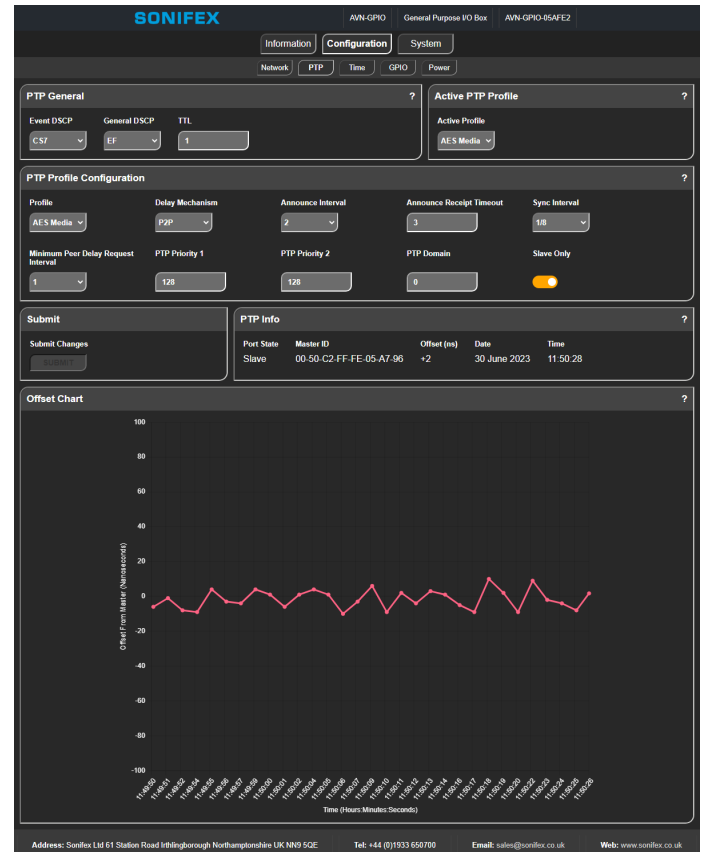 SONIFEX
AVN-GPIO General Purpose I/O Box AVN-GPIO-05AFE2
Information Configuration System
Network PTP Time GPIO Power
PTP General ?
Event DSCP General DSCP TTL
CS7 EF 1
Active PTP Profile ?
Active Profile
AES Media
PTP Profile Configuration ?
Profile Delay Mechanism Announce Interval Announce Receipt Timeout Sync Interval
AES Media P2P 2 3 1/8
Minimum Peer Delay Request Interval PTP Priority 1 PTP Priority 2 PTP Domain Slave Only
1 128 128 0
Submit
Submit Changes
SUBMIT
PTP Info ?
Port State Master ID Offset (ns) Date Time
Slave 00-50-C2-FF-FE-05-A7-96 +2 30 June 2023 11:50:28
Offset Chart ?
100
80
60
40
20
0
-20
-40
-60
-80
-100
Offset From Master (Nanoseconds)
11:49:50 11:49:51 11:49:52 11:49:54 11:49:55 11:49:56 11:49:57 11:49:59 11:50:00 11:50:01 11:50:02 11:50:04 11:50:05 11:50:06 11:50:07 11:50:09 11:50:10 11:50:11 11:50:12 11:50:13 11:50:14 11:50:16 11:50:17 11:50:18 11:50:19 11:50:20 11:50:22 11:50:23 11:50:24 11:50:25 11:50:26
Time (Hours:Minutes:Seconds)
Address: Sonifex Ltd 61 Station Road Irthlingborough Northamptonshire UK NN9 5QE Tel: +44 (0)1933 650700 Email: sales@sonifex.co.uk Web: www.sonifex.co.uk